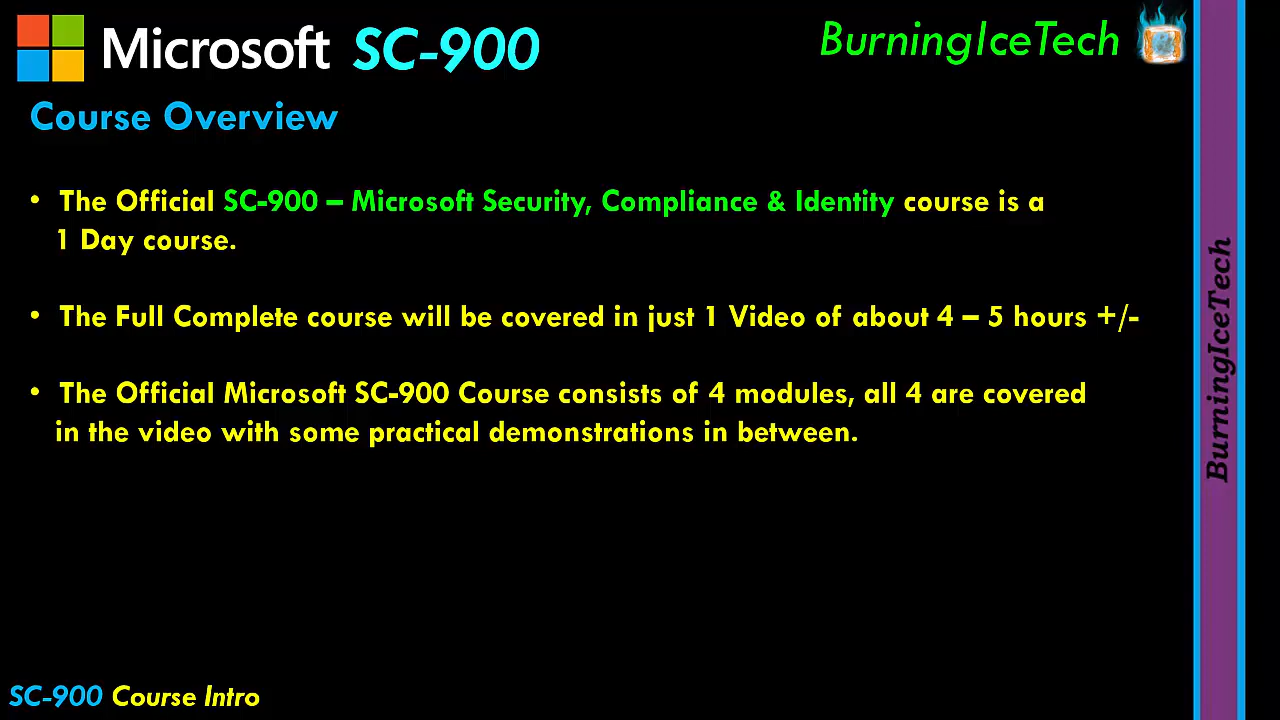 Microsoft SC-900
BurningIceTech
Course Overview
• The Official SC-900 – Microsoft Security, Compliance & Identity course is a
1 Day course.
• The Full Complete course will be covered in just 1 Video of about 4 – 5 hours +/-
• The Official Microsoft SC-900 Course consists of 4 modules, all 4 are covered
in the video with some practical demonstrations in between.
BurningIceTech
SC-900 Course Intro